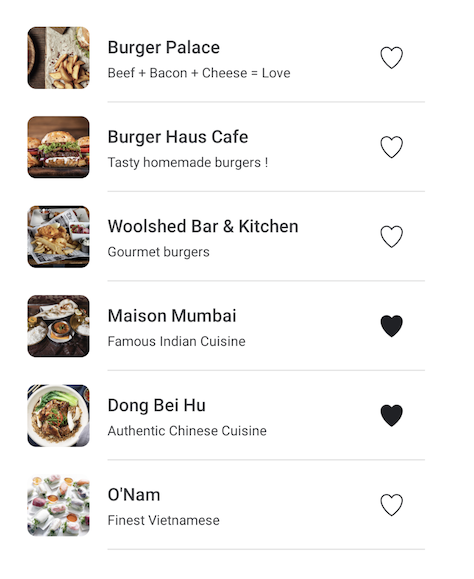 Burger Palace
Beef + Bacon + Cheese = Love
Burger Haus Cafe
Tasty homemade burgers !
Woolshed Bar & Kitchen
Gourmet burgers
Maison Mumbai
Famous Indian Cuisine
Dong Bei Hu
Authentic Chinese Cuisine
O'Nam
Finest Vietnamese